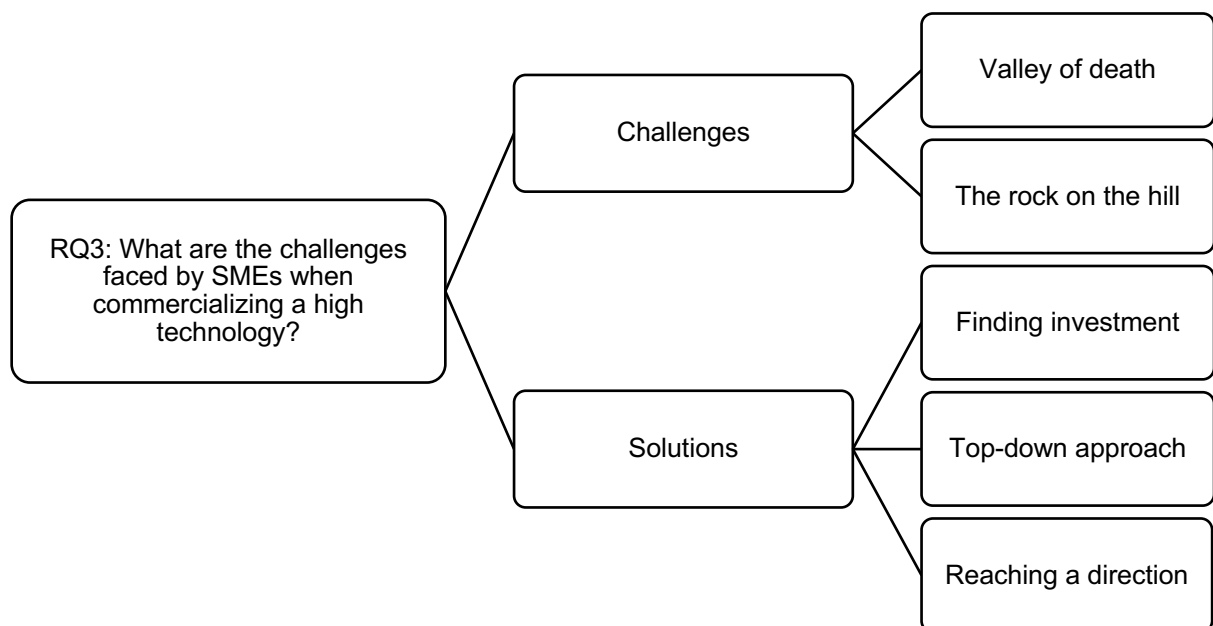 RQ3: What are the challenges
faced by SMEs when
commercializing a high
technology?
Challenges
Valley of death
The rock on the hill
Solutions
Finding investment
Top-down approach
Reaching a direction